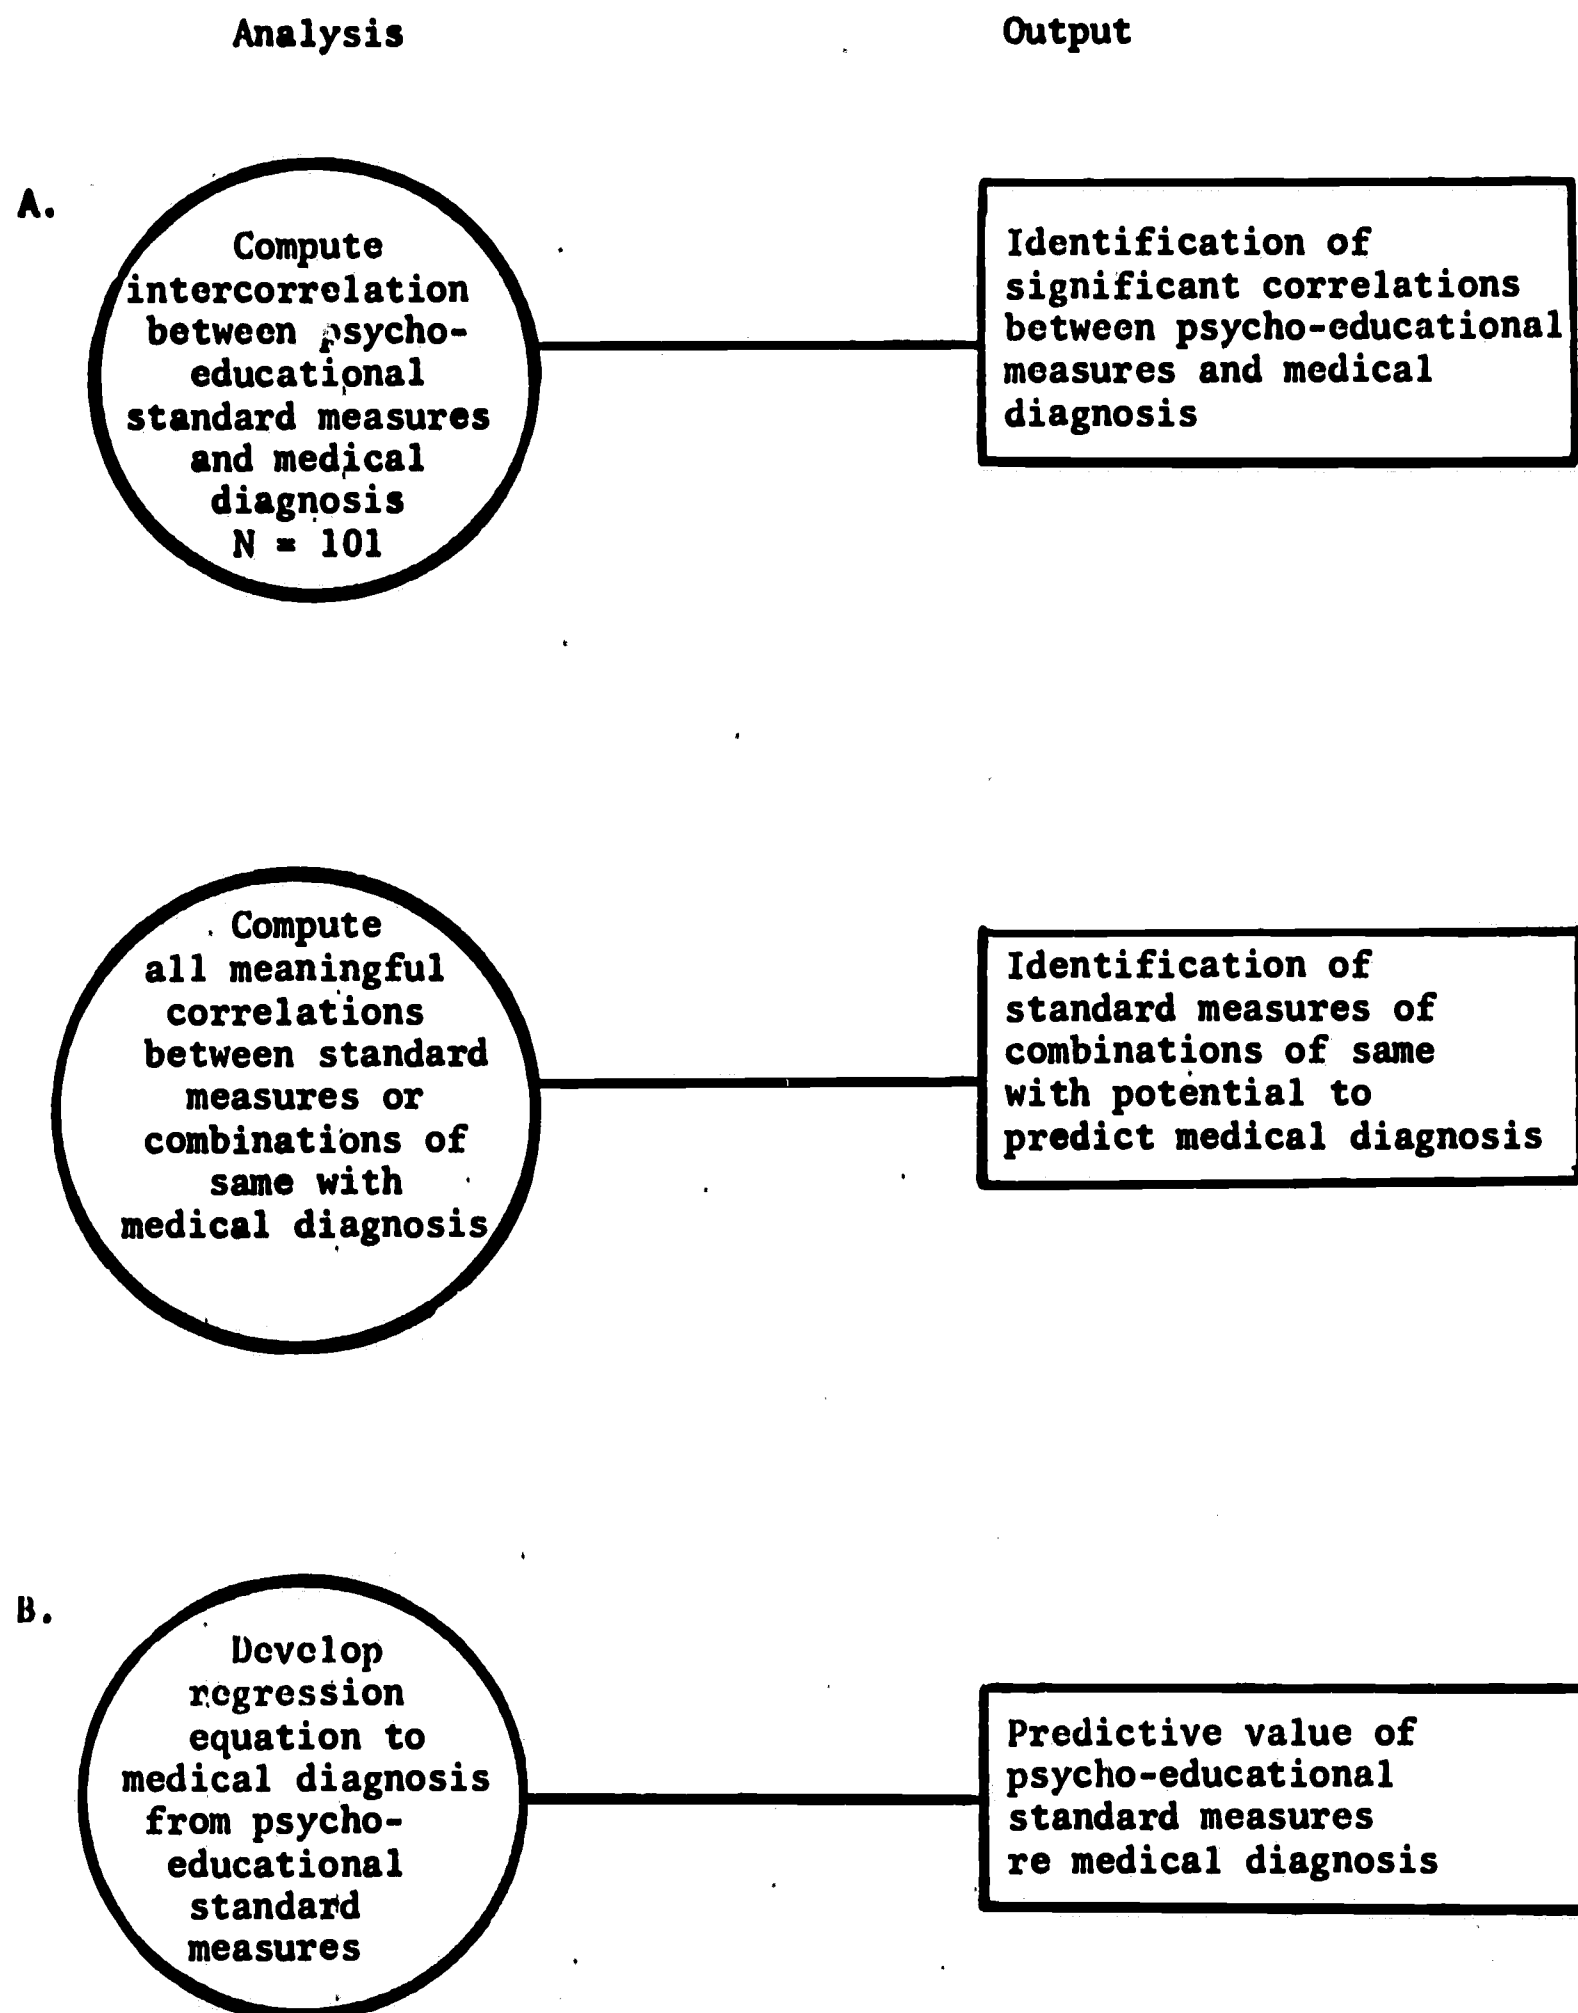 Analysis
Output
A.
Compute
intercorrelation
between psycho-
educational
standard measures
and medical
diagnosis
N = 101
Identification of
significant correlations
between psycho-educational
measures and medical
diagnosis
Compute
all meaningful
correlations
between standard
measures or
combinations of
same with
medical diagnosis
Identification of
standard measures of
combinations of same
with potential to
predict medical diagnosis
B.
Develop
regression
equation to
medical diagnosis
from psycho-
educational
standard
measures
Predictive value of
psycho-educational
standard measures
re medical diagnosis